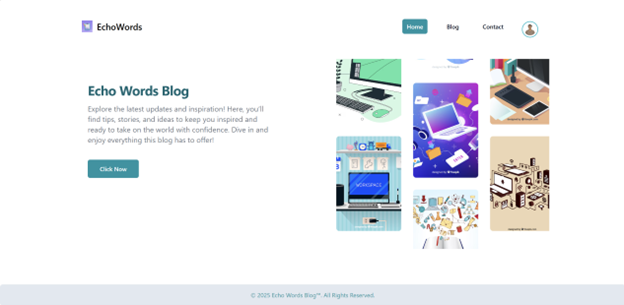 EchoWords
Home Blog Contact
Echo Words Blog
Explore the latest updates and inspiration! Here, you'll
find tips, stories, and ideas to keep you inspired and
ready to take on the world with confidence. Dive in and
enjoy everything this blog has to offer!
Click Now
WORKSPACE
© 2025 Echo Words Blog™. All Rights Reserved.